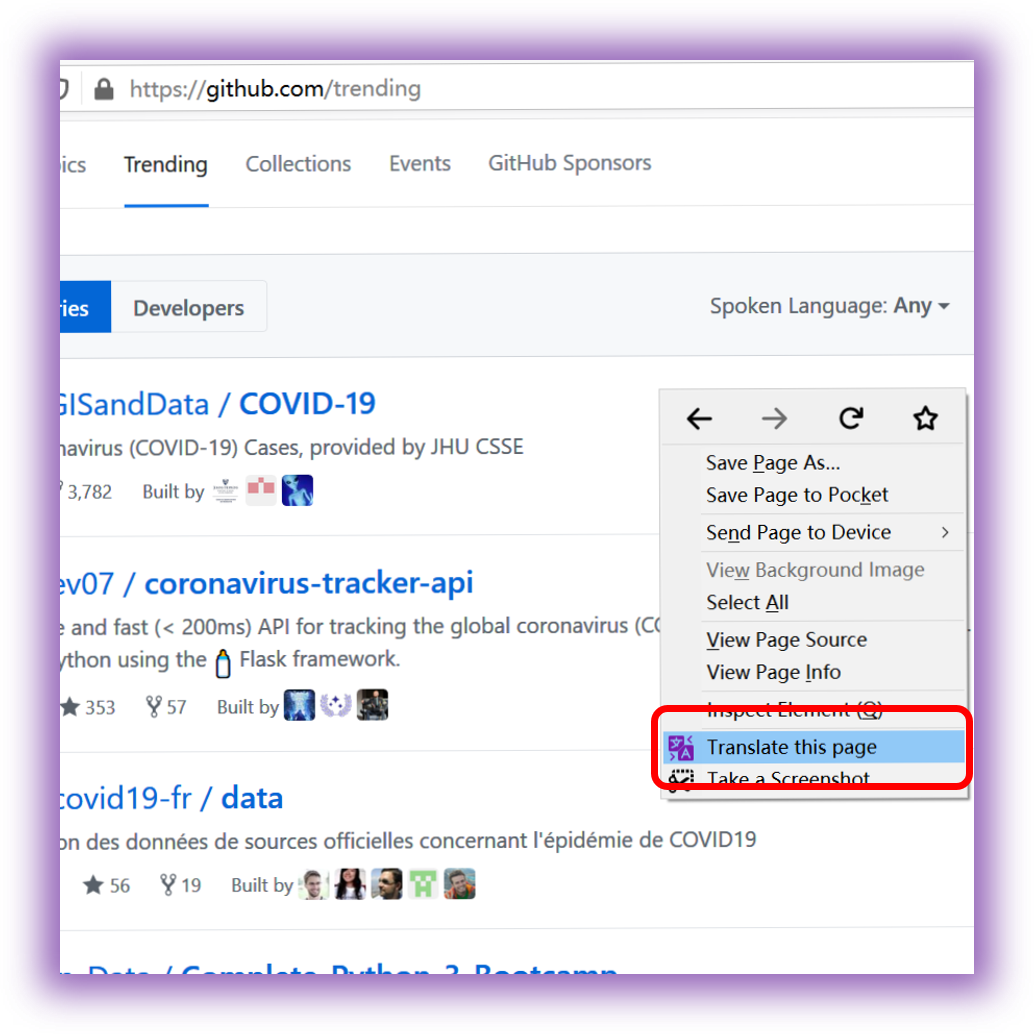 https://github.com/trending
Trending Collections Events GitHub Sponsors
Developers
Spoken Language: Any
GISandData / COVID-19
navirus (COVID-19) Cases, provided by JHU CSSE
3,782 Built by
ev07 / coronavirus-tracker-api
e and fast (< 200ms) API for tracking the global coronavirus (CO
ython using the Flask framework.
353 57 Built by
covid19-fr / data
on des données de sources officielles concernant l'épidémie de COVID19
56 19 Built by
Complete-Python-3-Bootcamp
Save Page As...
Save Page to Pocket
Send Page to Device
View Background Image
Select All
View Page Source
View Page Info
Inspect Element (Q)
Translate this page
Take a Screenshot